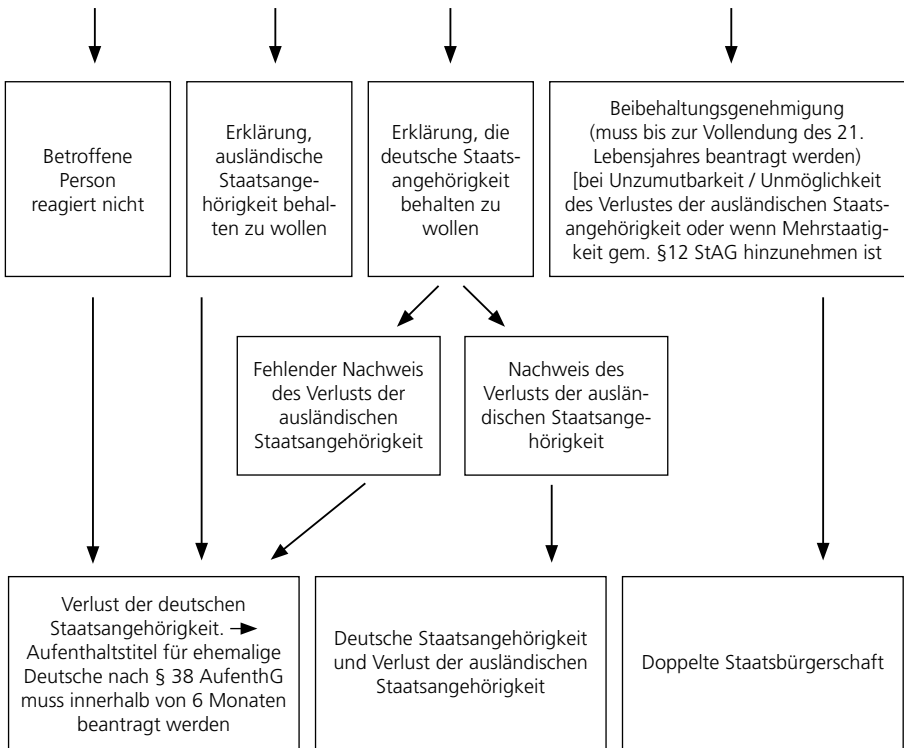 Betroffene
Person
reagiert nicht
Erklärung,
ausländische
Staatsange-
hörigkeit behal-
ten zu wollen
Erklärung, die
deutsche Staats-
angehörigkeit
behalten zu
wollen
Beibehaltungsgenehmigung
(muss bis zur Vollendung des 21.
Lebensjahres beantragt werden)
[bei Unzumutbarkeit / Unmöglichkeit
des Verlustes der ausländischen Staats-
angehörigkeit oder wenn Mehrstaatig-
keit gem. §12 StAG hinzunehmen ist
Fehlender Nachweis
des Verlusts der
ausländischen
Staatsangehörigkeit
Nachweis des
Verlusts der auslän-
dischen Staatsange-
hörigkeit
Verlust der deutschen
Staatsangehörigkeit. →
Aufenthaltstitel für ehemalige
Deutsche nach § 38 AufenthG
muss innerhalb von 6 Monaten
beantragt werden
Deutsche Staatsangehörigkeit
und Verlust der ausländischen
Staatsangehörigkeit
Doppelte Staatsbürgerschaft